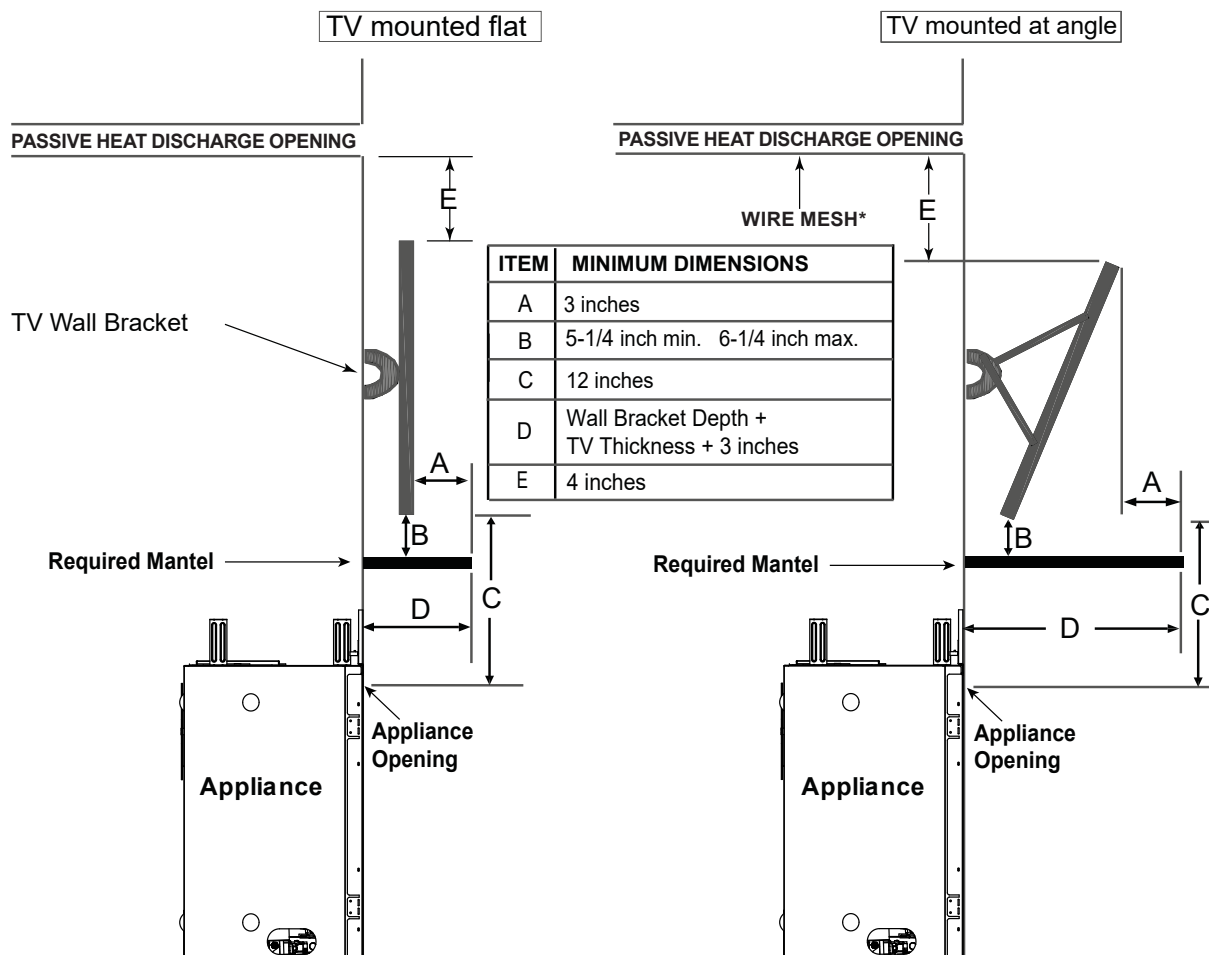 TV mounted flat
TV mounted at angle
PASSIVE HEAT DISCHARGE OPENING
PASSIVE HEAT DISCHARGE OPENING
E
WIRE MESH*
E
ITEM MINIMUM DIMENSIONS
A 3 inches
B 5-1/4 inch min. 6-1/4 inch max.
C 12 inches
D Wall Bracket Depth +
TV Thickness + 3 inches
E 4 inches
TV Wall Bracket
A
B
Required Mantel
D
C
Appliance
Opening
Appliance
A
B
Required Mantel
D
C
Appliance
Opening
Appliance